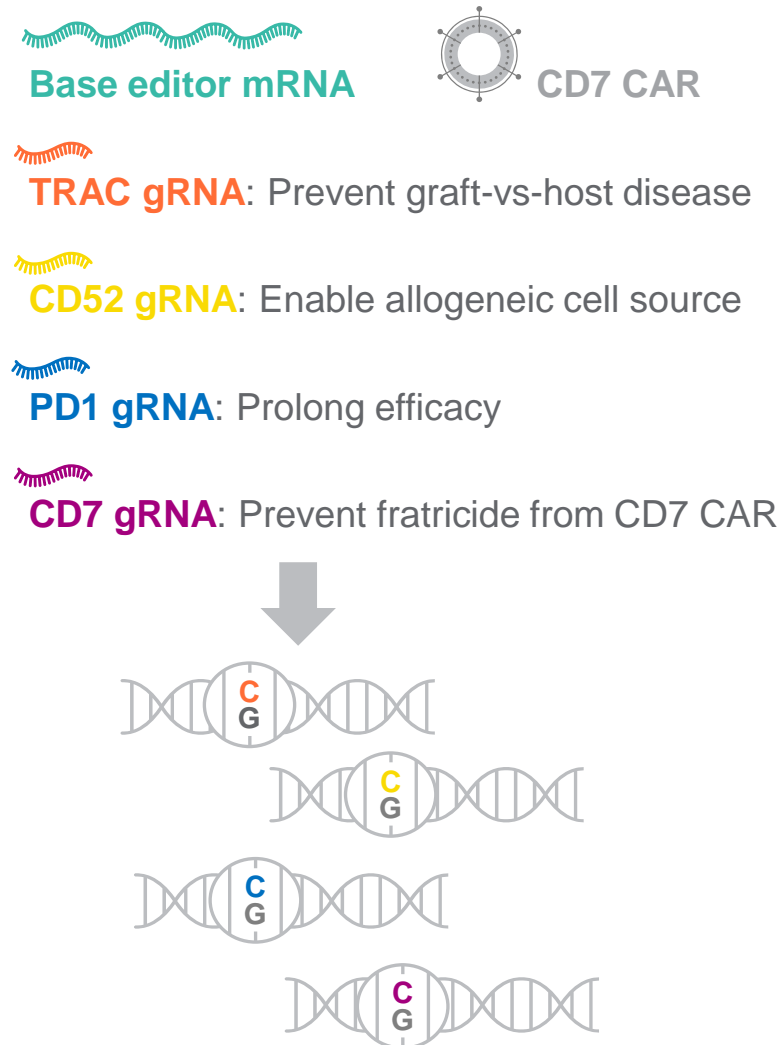 Base editor mRNA
CD7 CAR
TRAC gRNA: Prevent graft-vs-host disease
CD52 gRNA: Enable allogeneic cell source
PD1 gRNA: Prolong efficacy
CD7 gRNA: Prevent fratricide from CD7 CAR
C
G
C
G
C
G
C
G